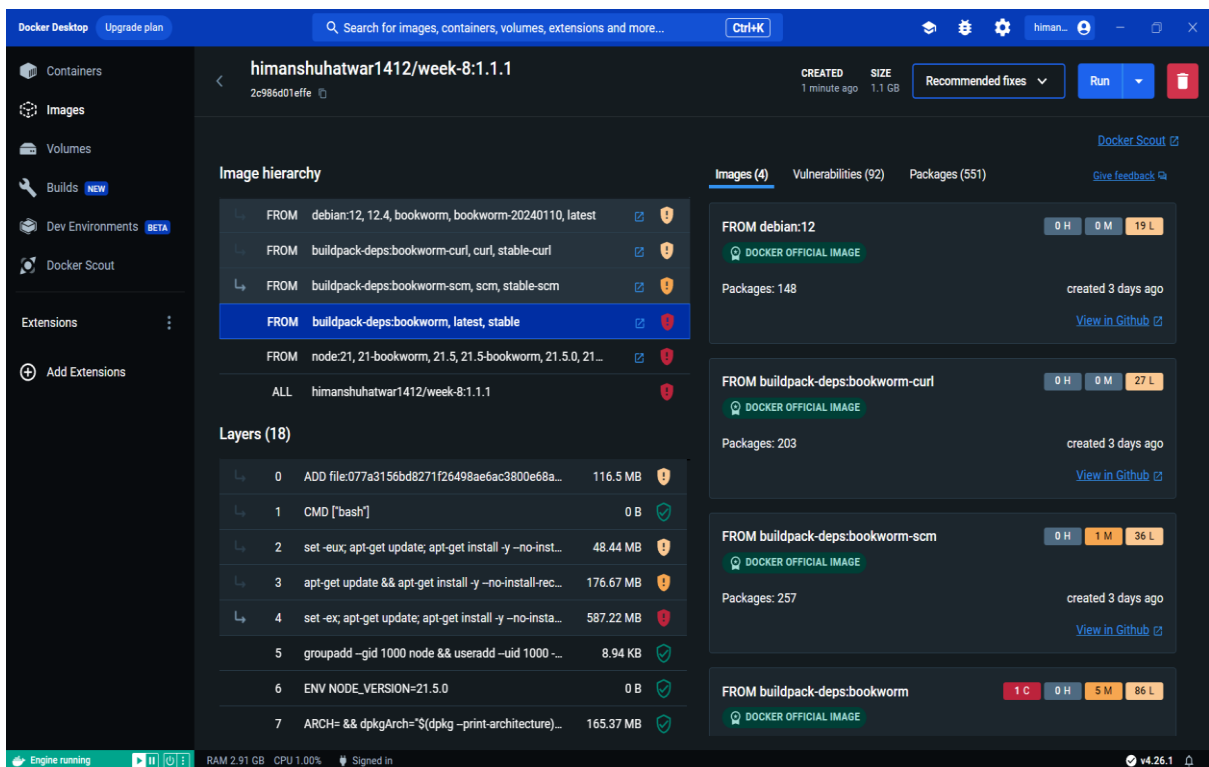 Docker Desktop Upgrade plan
Search for images, containers, volumes, extensions and more... Ctrl+K
himan...
Containers
Images
Volumes
Builds NEW
Dev Environments BETA
Docker Scout
Extensions
Add Extensions
himanshuhatwar1412/week-8:1.1.1
2c986d01effe
CREATED SIZE
1 minute ago 1.1 GB
Recommended fixes
Run
Docker Scout
Image hierarchy
FROM debian:12, 12.4, bookworm, bookworm-20240110, latest
FROM buildpack-deps:bookworm-curl, curl, stable-curl
FROM buildpack-deps:bookworm-scm, scm, stable-scm
FROM buildpack-deps:bookworm, latest, stable
FROM node:21, 21-bookworm, 21.5, 21.5-bookworm, 21.5.0, 21...
ALL himanshuhatwar1412/week-8:1.1.1
Layers (18)
0 ADD file:077a3156bd8271f26498ae6ac3800e68a... 116.5 MB
1 CMD ["bash"] 0 B
2 set -eux; apt-get update; apt-get install -y --no-inst... 48.44 MB
3 apt-get update && apt-get install -y --no-install-rec... 176.67 MB
4 set -ex; apt-get update; apt-get install -y --no-insta... 587.22 MB
5 groupadd --gid 1000 node && useradd --uid 1000 -... 8.94 KB
6 ENV NODE_VERSION=21.5.0 0 B
7 ARCH= && dpkgArch="$(dpkg --print-architecture)... 165.37 MB
Images (4) Vulnerabilities (92) Packages (551)
Give feedback
FROM debian:12 0 H 0 M 19 L
DOCKER OFFICIAL IMAGE
Packages: 148 created 3 days ago
View in Github
FROM buildpack-deps:bookworm-curl 0 H 0 M 27 L
DOCKER OFFICIAL IMAGE
Packages: 203 created 3 days ago
View in Github
FROM buildpack-deps:bookworm-scm 0 H 1 M 36 L
DOCKER OFFICIAL IMAGE
Packages: 257 created 3 days ago
View in Github
FROM buildpack-deps:bookworm 1 C 0 H 5 M 86 L
DOCKER OFFICIAL IMAGE
Engine running RAM 2.91 GB CPU 1.00% Signed in v4.26.1